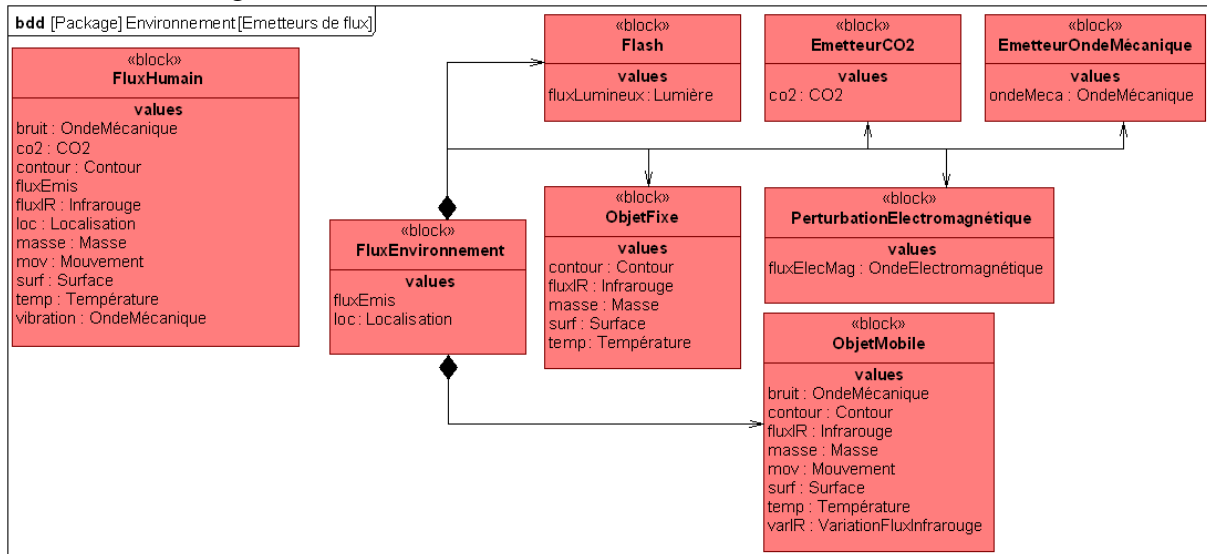 bdd [Package] Environnement [Emetteurs de flux]
«block»
FluxHumain
values
bruit : OndeMécanique
co2 : CO2
contour : Contour
fluxEmis
fluxIR : Infrarouge
loc : Localisation
masse : Masse
mov : Mouvement
surf : Surface
temp : Température
vibration : OndeMécanique
«block»
Flash
values
fluxLumineux : Lumière
«block»
EmetteurCO2
values
co2 : CO2
«block»
EmetteurOndeMécanique
values
ondeMeca : OndeMécanique
«block»
FluxEnvironnement
values
fluxEmis
loc : Localisation
«block»
ObjetFixe
values
contour : Contour
fluxIR : Infrarouge
masse : Masse
surf : Surface
temp : Température
«block»
PerturbationElectromagnétique
values
fluxElecMag : OndeElectromagnétique
«block»
ObjetMobile
values
bruit : OndeMécanique
contour : Contour
fluxIR : Infrarouge
masse : Masse
mov : Mouvement
surf : Surface
temp : Température
varIR : VariationFluxInfrarouge